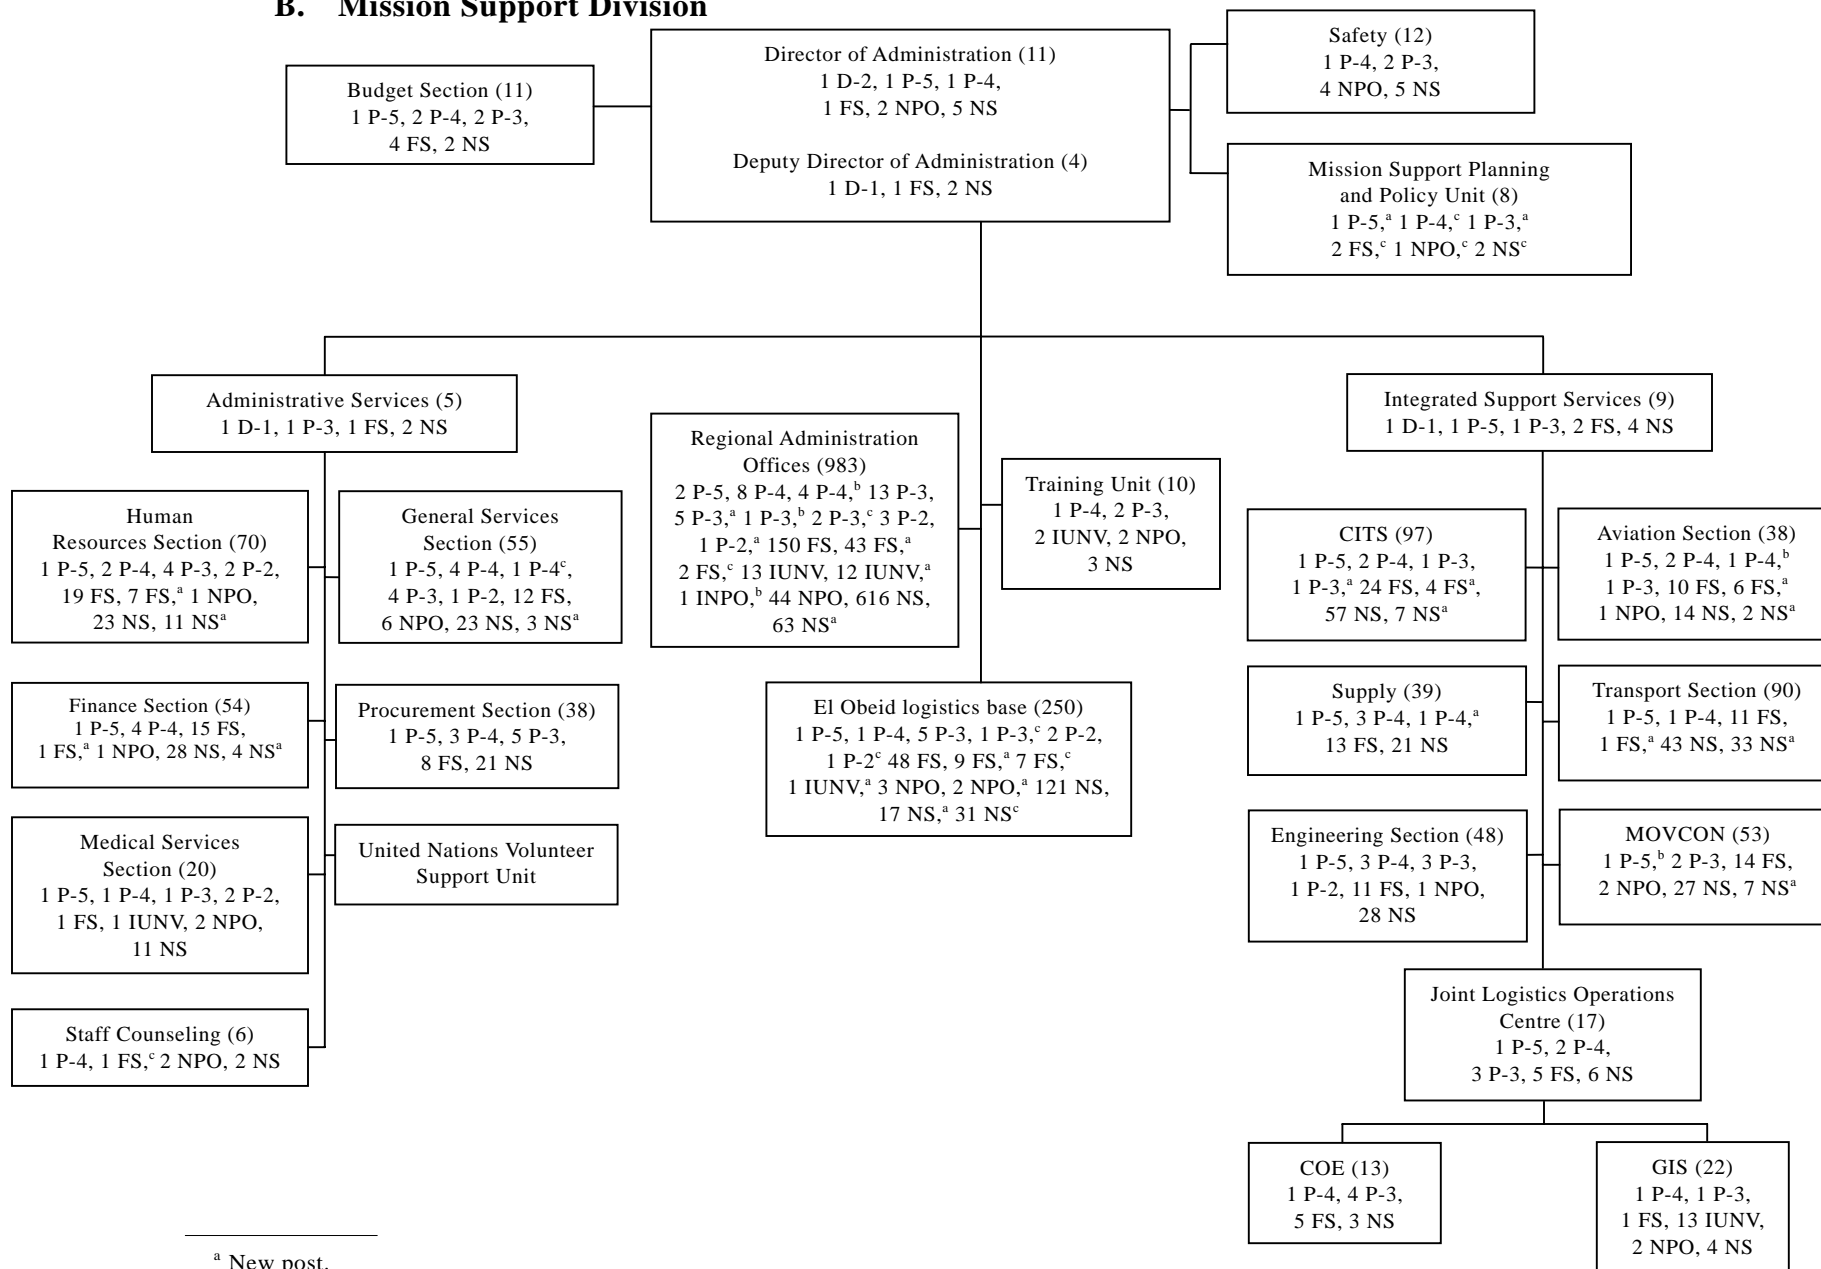 B. Mission Support Division
Budget Section (11)
1 P-5, 2 P-4, 2 P-3,
4 FS, 2 NS
Director of Administration (11)
1 D-2, 1 P-5, 1 P-4,
1 FS, 2 NPO, 5 NS
Deputy Director of Administration (4)
1 D-1, 1 FS, 2 NS
Safety (12)
1 P-4, 2 P-3,
4 NPO, 5 NS
Mission Support Planning
and Policy Unit (8)
1 P-5,ᵃ 1 P-4,ᶜ 1 P-3,ᵃ
2 FS,ᶜ 1 NPO,ᶜ 2 NSᶜ
Administrative Services (5)
1 D-1, 1 P-3, 1 FS, 2 NS
Human
Resources Section (70)
1 P-5, 2 P-4, 4 P-3, 2 P-2,
19 FS, 7 FS,ᵃ 1 NPO,
23 NS, 11 NSᵃ
General Services
Section (55)
1 P-5, 4 P-4, 1 P-4ᶜ,
4 P-3, 1 P-2, 12 FS,
6 NPO, 23 NS, 3 NSᵃ
Finance Section (54)
1 P-5, 4 P-4, 15 FS,
1 FS,ᵃ 1 NPO, 28 NS, 4 NSᵃ
Procurement Section (38)
1 P-5, 3 P-4, 5 P-3,
8 FS, 21 NS
Medical Services
Section (20)
1 P-5, 1 P-4, 1 P-3, 2 P-2,
1 FS, 1 IUNV, 2 NPO,
11 NS
United Nations Volunteer
Support Unit
Staff Counseling (6)
1 P-4, 1 FS,ᶜ 2 NPO, 2 NS
Regional Administration
Offices (983)
2 P-5, 8 P-4, 4 P-4,ᵇ 13 P-3,
5 P-3,ᵃ 1 P-3,ᵇ 2 P-3,ᶜ 3 P-2,
1 P-2,ᵃ 150 FS, 43 FS,ᵃ
2 FS,ᶜ 13 IUNV, 12 IUNV,ᵃ
1 INPO,ᵇ 44 NPO, 616 NS,
63 NSᵃ
Training Unit (10)
1 P-4, 2 P-3,
2 IUNV, 2 NPO,
3 NS
El Obeid logistics base (250)
1 P-5, 1 P-4, 5 P-3, 1 P-3,ᶜ 2 P-2,
1 P-2ᶜ 48 FS, 9 FS,ᵃ 7 FS,ᶜ
1 IUNV,ᵃ 3 NPO, 2 NPO,ᵃ 121 NS,
17 NS,ᵃ 31 NSᶜ
Integrated Support Services (9)
1 D-1, 1 P-5, 1 P-3, 2 FS, 4 NS
CITS (97)
1 P-5, 2 P-4, 1 P-3,
1 P-3,ᵃ 24 FS, 4 FSᵃ,
57 NS, 7 NSᵃ
Aviation Section (38)
1 P-5, 2 P-4, 1 P-4,ᵇ
1 P-3, 10 FS, 6 FS,ᵃ
1 NPO, 14 NS, 2 NSᵃ
Supply (39)
1 P-5, 3 P-4, 1 P-4,ᵃ
13 FS, 21 NS
Transport Section (90)
1 P-5, 1 P-4, 11 FS,
1 FS,ᵃ 43 NS, 33 NSᵃ
Engineering Section (48)
1 P-5, 3 P-4, 3 P-3,
1 P-2, 11 FS, 1 NPO,
28 NS
MOVCON (53)
1 P-5,ᵇ 2 P-3, 14 FS,
2 NPO, 27 NS, 7 NSᵃ
Joint Logistics Operations
Centre (17)
1 P-5, 2 P-4,
3 P-3, 5 FS, 6 NS
COE (13)
1 P-4, 4 P-3,
5 FS, 3 NS
GIS (22)
1 P-4, 1 P-3,
1 FS, 13 IUNV,
2 NPO, 4 NS
ᵃ New post.